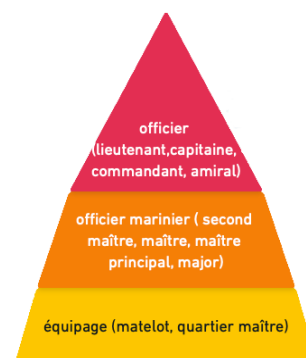 officier
(lieutenant,capitaine,
commandant, amiral)
officier marinier ( second
maître, maître, maître
principal, major)
équipage (matelot, quartier maître)